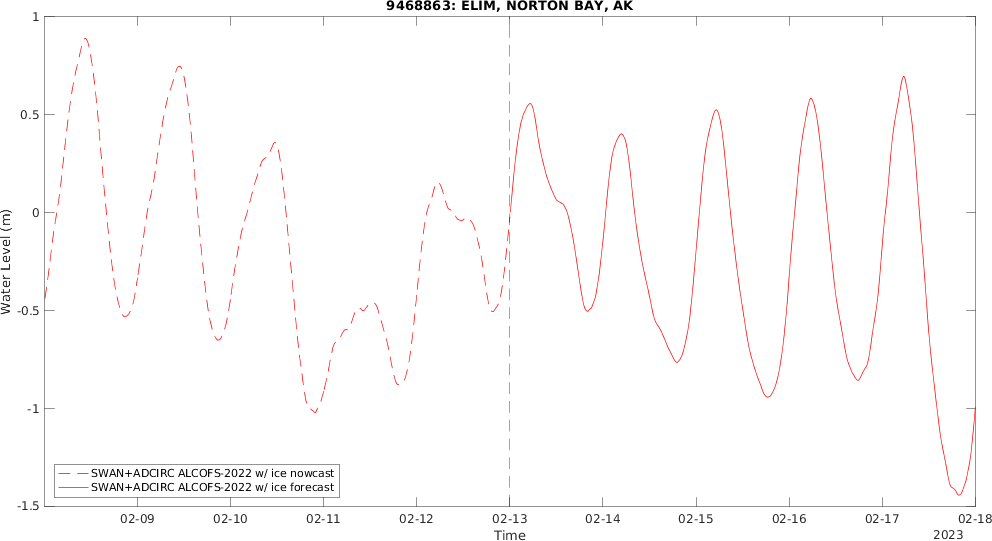 9468863: ELIM, NORTON BAY, AK
1
0.5
0
-0.5
-1
-1.5
Water Level (m)
SWAN+ADCIRC ALCOFS-2022 w/ ice nowcast
SWAN+ADCIRC ALCOFS-2022 w/ ice forecast
02-09 02-10 02-11 02-12 02-13 02-14 02-15 02-16 02-17 02-18
Time
2023